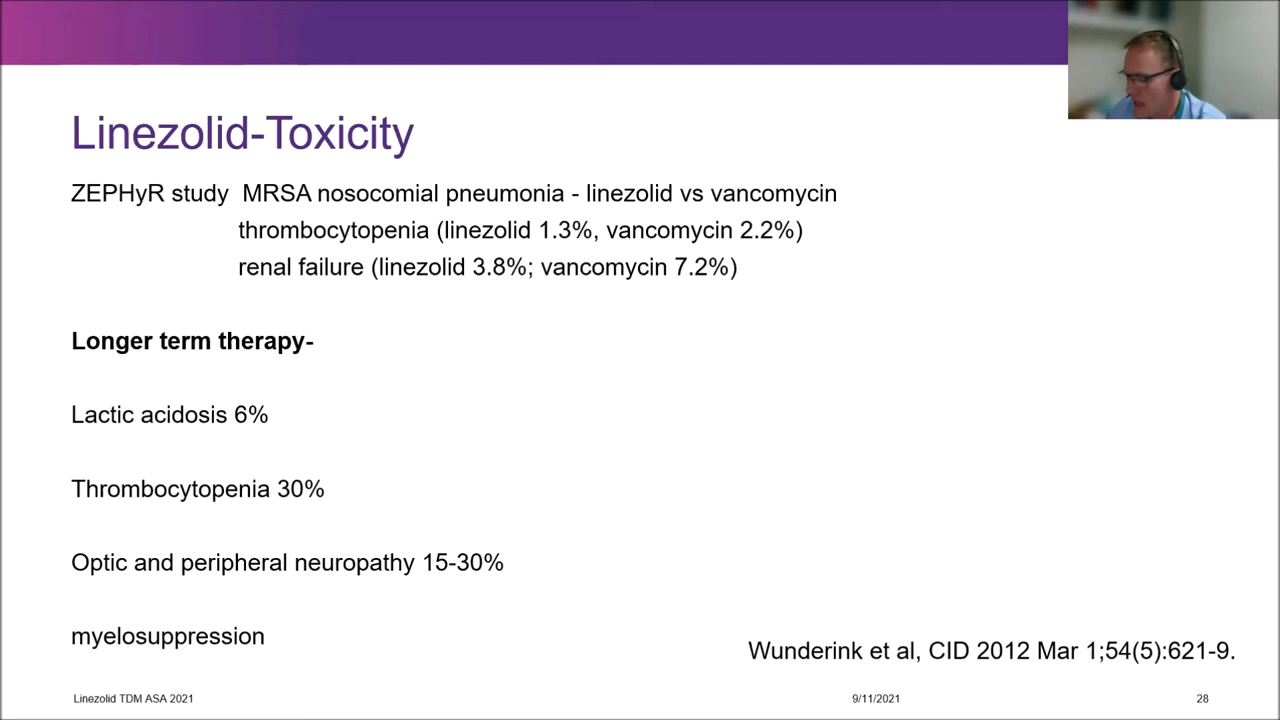 Linezolid-Toxicity
ZEPHyR study MRSA nosocomial pneumonia - linezolid vs vancomycin
thrombocytopenia (linezolid 1.3%, vancomycin 2.2%)
renal failure (linezolid 3.8%; vancomycin 7.2%)
Longer term therapy-
Lactic acidosis 6%
Thrombocytopenia 30%
Optic and peripheral neuropathy 15-30%
myelosuppression
Wunderink et al, CID 2012 Mar 1;54(5):621-9.
Linezolid TDM ASA 2021
9/11/2021
28